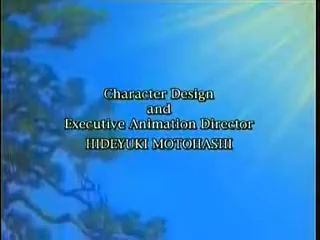 Character Design
and
Executive Animation Director
HIDEYUKI MOTOHASHI